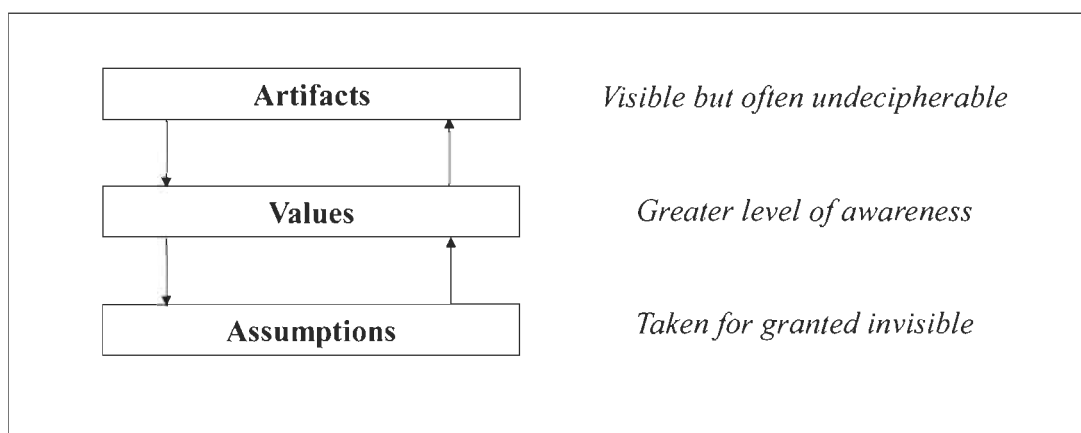 Artifacts
Visible but often undecipherable
Values
Greater level of awareness
Assumptions
Taken for granted invisible